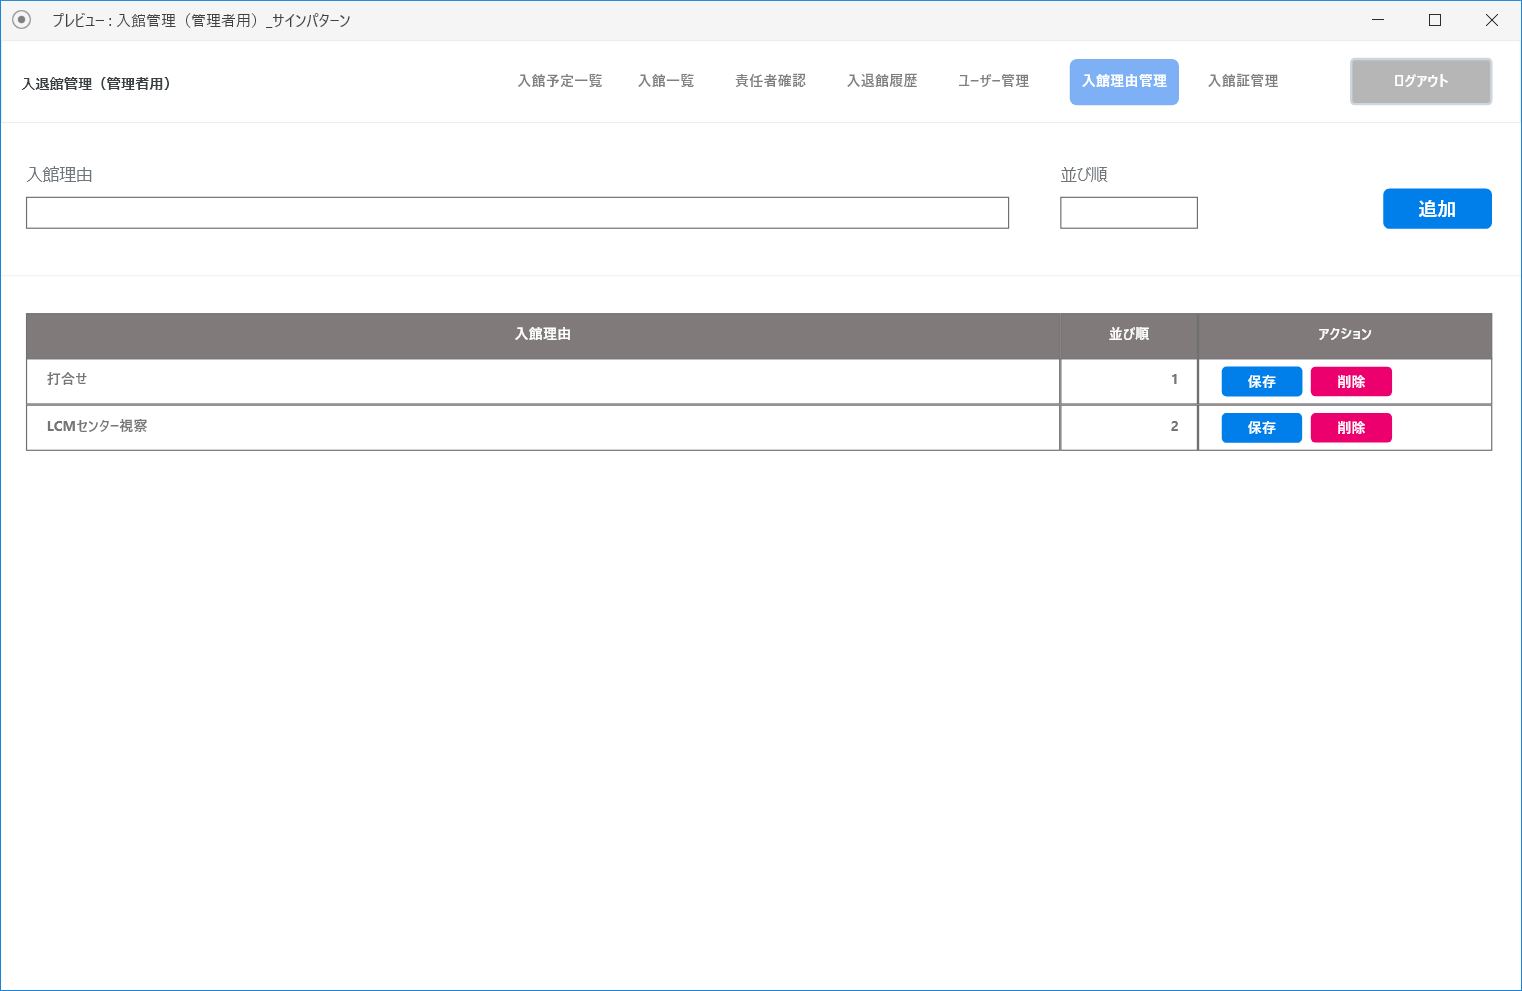 プレビュー : 入館管理（管理者用）_サインパターン
入退館管理（管理者用）
入館予定一覧 入館一覧 責任者確認 入退館履歴 ユーザー管理 入館理由管理 入館証管理 ログアウト
入館理由 並び順
追加
入館理由 並び順 アクション
打合せ 1 保存 削除
LCMセンター視察 2 保存 削除